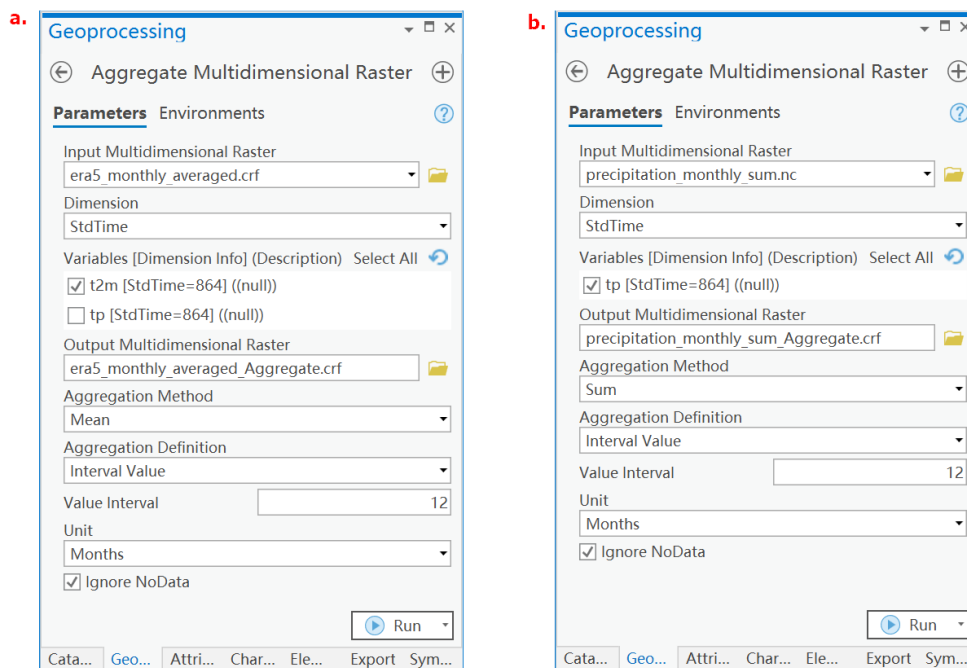 a.
Geoprocessing
Aggregate Multidimensional Raster
Parameters Environments
Input Multidimensional Raster
era5_monthly_averaged.crf
Dimension
StdTime
Variables [Dimension Info] (Description) Select All
t2m [StdTime=864] ((null))
tp [StdTime=864] ((null))
Output Multidimensional Raster
era5_monthly_averaged_Aggregate.crf
Aggregation Method
Mean
Aggregation Definition
Interval Value
Value Interval 12
Unit
Months
Ignore NoData
Run
Cata... Geo... Attri... Char... Ele... Export Sym...
b.
Geoprocessing
Aggregate Multidimensional Raster
Parameters Environments
Input Multidimensional Raster
precipitation_monthly_sum.nc
Dimension
StdTime
Variables [Dimension Info] (Description) Select All
tp [StdTime=864] ((null))
Output Multidimensional Raster
precipitation_monthly_sum_Aggregate.crf
Aggregation Method
Sum
Aggregation Definition
Interval Value
Value Interval 12
Unit
Months
Ignore NoData
Run
Cata... Geo... Attri... Char... Ele... Export Sym...